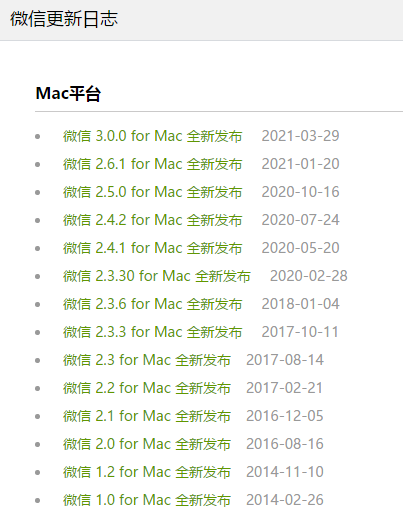 微信更新日志
Mac平台
微信 3.0.0 for Mac 全新发布 2021-03-29
微信 2.6.1 for Mac 全新发布 2021-01-20
微信 2.5.0 for Mac 全新发布 2020-10-16
微信 2.4.2 for Mac 全新发布 2020-07-24
微信 2.4.1 for Mac 全新发布 2020-05-20
微信 2.3.30 for Mac 全新发布 2020-02-28
微信 2.3.6 for Mac 全新发布 2018-01-04
微信 2.3.3 for Mac 全新发布 2017-10-11
微信 2.3 for Mac 全新发布 2017-08-14
微信 2.2 for Mac 全新发布 2017-02-21
微信 2.1 for Mac 全新发布 2016-12-05
微信 2.0 for Mac 全新发布 2016-08-16
微信 1.2 for Mac 全新发布 2014-11-10
微信 1.0 for Mac 全新发布 2014-02-26